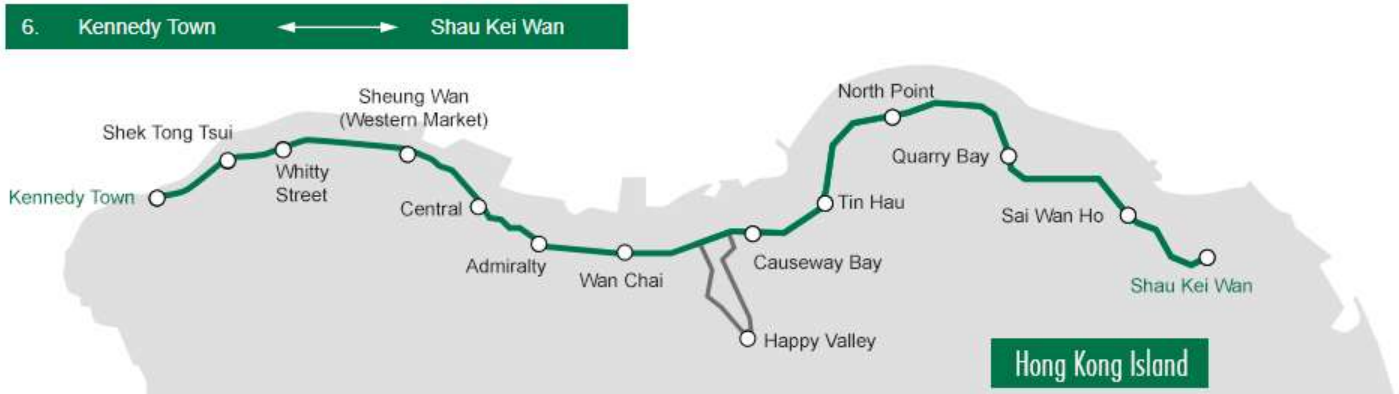 6. Kennedy Town Shau Kei Wan
Sheung Wan
(Western Market)
North Point
Shek Tong Tsui
Whitty
Street
Quarry Bay
Kennedy Town
Central
Tin Hau
Sai Wan Ho
Admiralty
Wan Chai
Causeway Bay
Shau Kei Wan
Happy Valley
Hong Kong Island